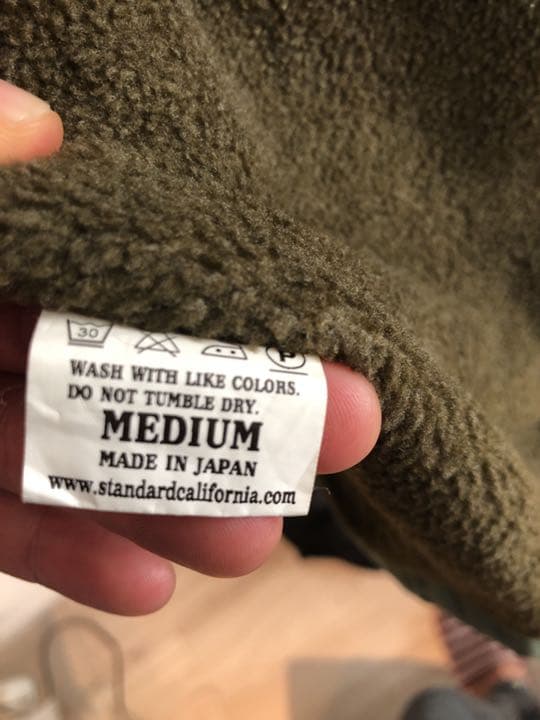 30 P
WASH WITH LIKE COLORS.
DO NOT TUMBLE DRY.
MEDIUM
MADE IN JAPAN
www.standardcalifornia.com